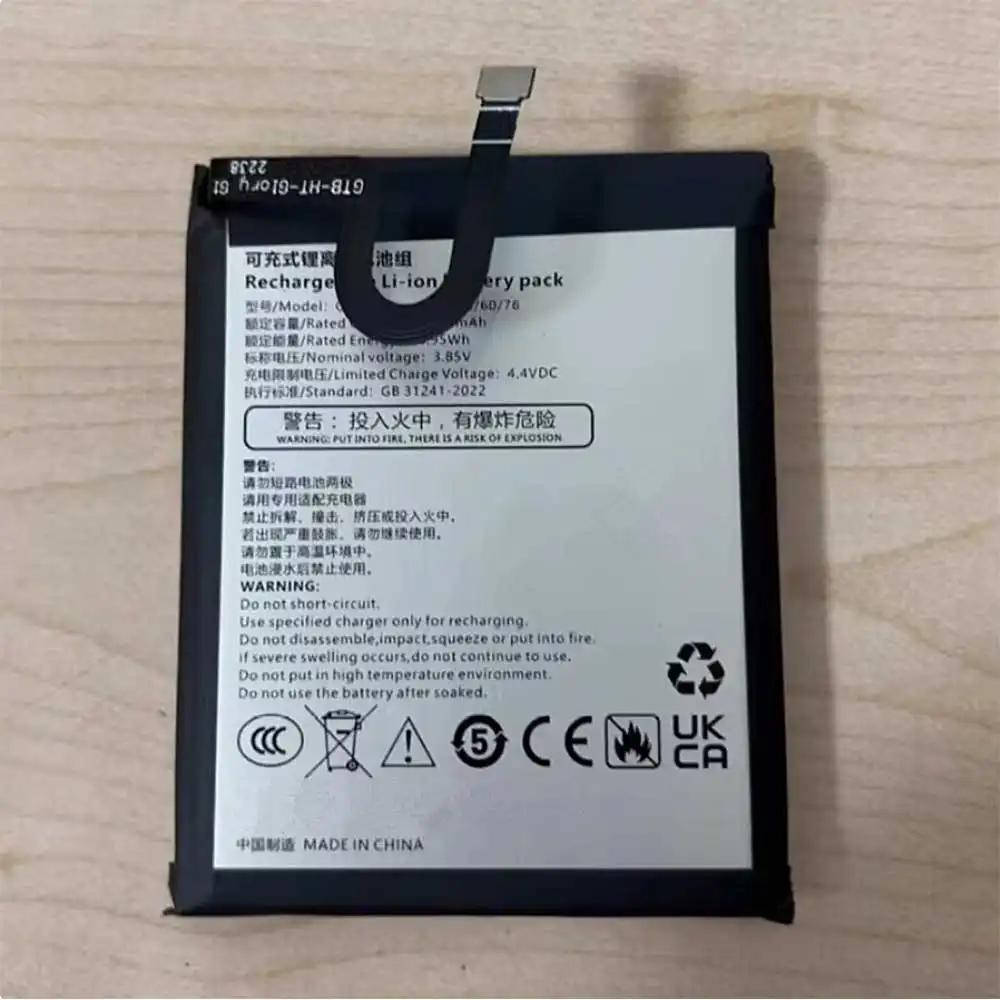 2238
GTB-HT-Glory G1
可充式锂离 池组
Li-ion pack
型号/Model: /6D/78
额定容量/Rated mAh
额定能量/Rated
标称电压/Nominal voltage: 3.85V
充电限制电压/Limited Charge Voltage: 4.4VDC
执行标准/Standard: GB 31241-2022
警告：投入火中，有爆炸危险
WARNING: PUT INTO FIRE, THERE IS A RISK OF EXPLOSION
警告:
请勿短路电池两极
请用专用适配充电器
禁止拆解、撞击、挤压或投入火中。
若出现严重鼓胀、请勿继续使用。
请勿置于高温环境中。
电池浸水后禁止使用。
WARNING:
Do not short-circuit.
Use specified charger only for recharging.
Do not disassemble,impact,squeeze or put into fire.
if severe swelling occurs,do not continue to use.
Do not put in high temperature environment.
Do not use the battery after soaked.
CCC 5 CE UK
CA
中国制造 MADE IN CHINA